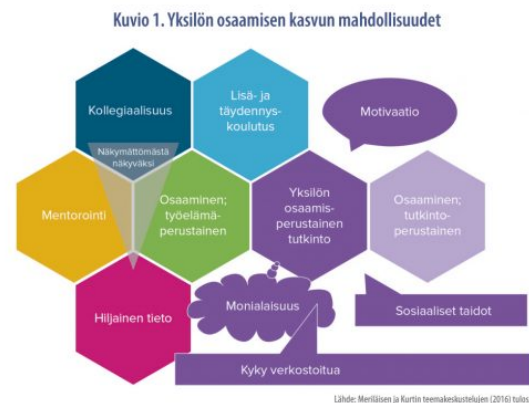 Kuvio 1. Yksilön osaamisen kasvun mahdollisuudet
Kollegiaalisuus
Lisä- ja
täydennys-
koulutus
Motivaatio
Näkymättömästä
näkyväksi
Mentorointi
Osaaminen;
työelämä-
perustainen
Yksilön
osaamis-
perustainen
tutkinto
Osaaminen;
tutkinto-
perustainen
Hiljainen tieto
Monialaisuus
Sosiaaliset taidot
Kyky verkostoitua
Lähde: Meriläisen ja Kurtin teemakeskustelujen (2016) tulos